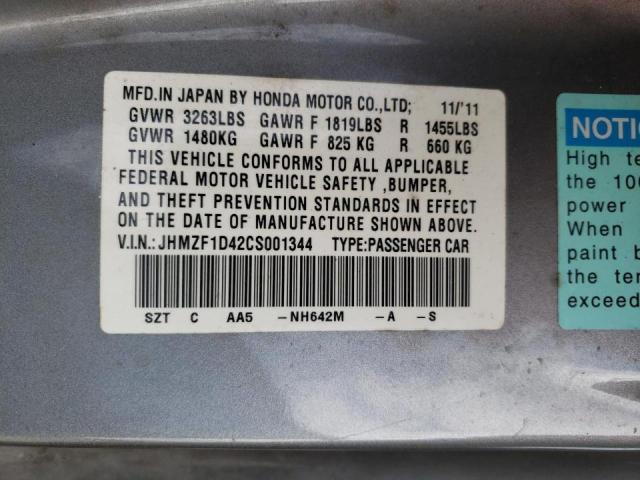 MFD.IN JAPAN BY HONDA MOTOR CO.,LTD; 11/'11
GVWR 3263LBS GAWR F 1819LBS R 1455LBS
GVWR 1480KG GAWR F 825 KG R 660 KG
THIS VEHICLE CONFORMS TO ALL APPLICABLE
FEDERAL MOTOR VEHICLE SAFETY ,BUMPER,
AND THEFT PREVENTION STANDARDS IN EFFECT
ON THE DATE OF MANUFACTURE SHOWN ABOVE.
V.I.N.: JHMZF1D42CS001344 TYPE:PASSENGER CAR
SZT C AA5 -NH642M -A -S
NOTIC
High te
the 100
power
When
paint b
the ter
exceed